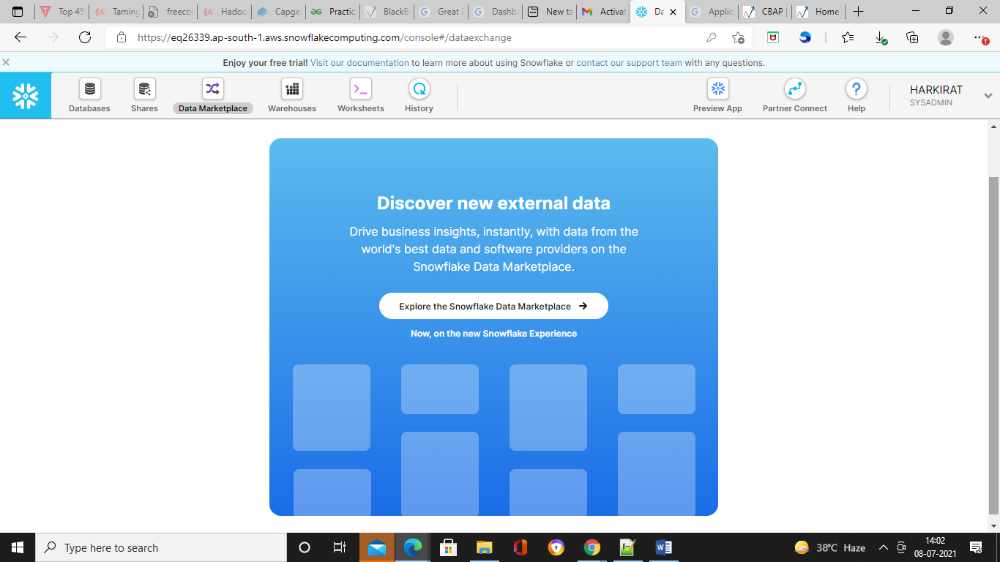 Top 45
Taming
freecou
Hadoo
Capge
Practic
BlackB
Great L
Dashbo
New ta
Activat
Da
Applic
CBAP
Home
https://eq26339.ap-south-1.aws.snowflakecomputing.com/console#/dataexchange
Enjoy your free trial! Visit our documentation to learn more about using Snowflake or contact our support team with any questions.
Databases
Shares
Data Marketplace
Warehouses
Worksheets
History
Preview App
Partner Connect
Help
HARKIRAT
SYSADMIN
Discover new external data
Drive business insights, instantly, with data from the
world's best data and software providers on the
Snowflake Data Marketplace.
Explore the Snowflake Data Marketplace
Now, on the new Snowflake Experience
Type here to search
38°C Haze
14:02
08-07-2021